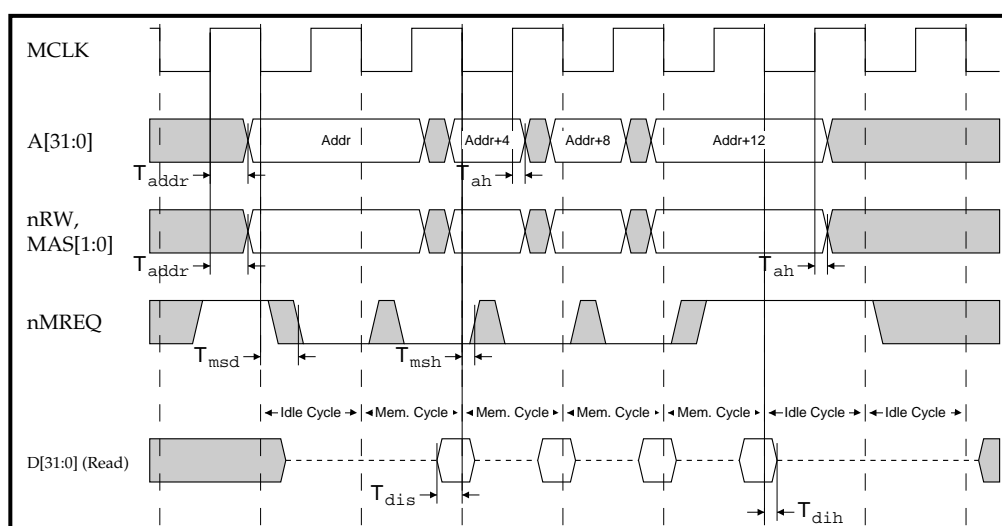 MCLK
A[31:0]
Addr
Addr+4
Addr+8
Addr+12
Taddr
Tah
nRW,
MAS[1:0]
Taddr
Tah
nMREQ
Tmsd
Tmsh
Idle Cycle
Mem. Cycle
Mem. Cycle
Mem. Cycle
Mem. Cycle
Idle Cycle
Idle Cycle
D[31:0] (Read)
Tdis
Tdih